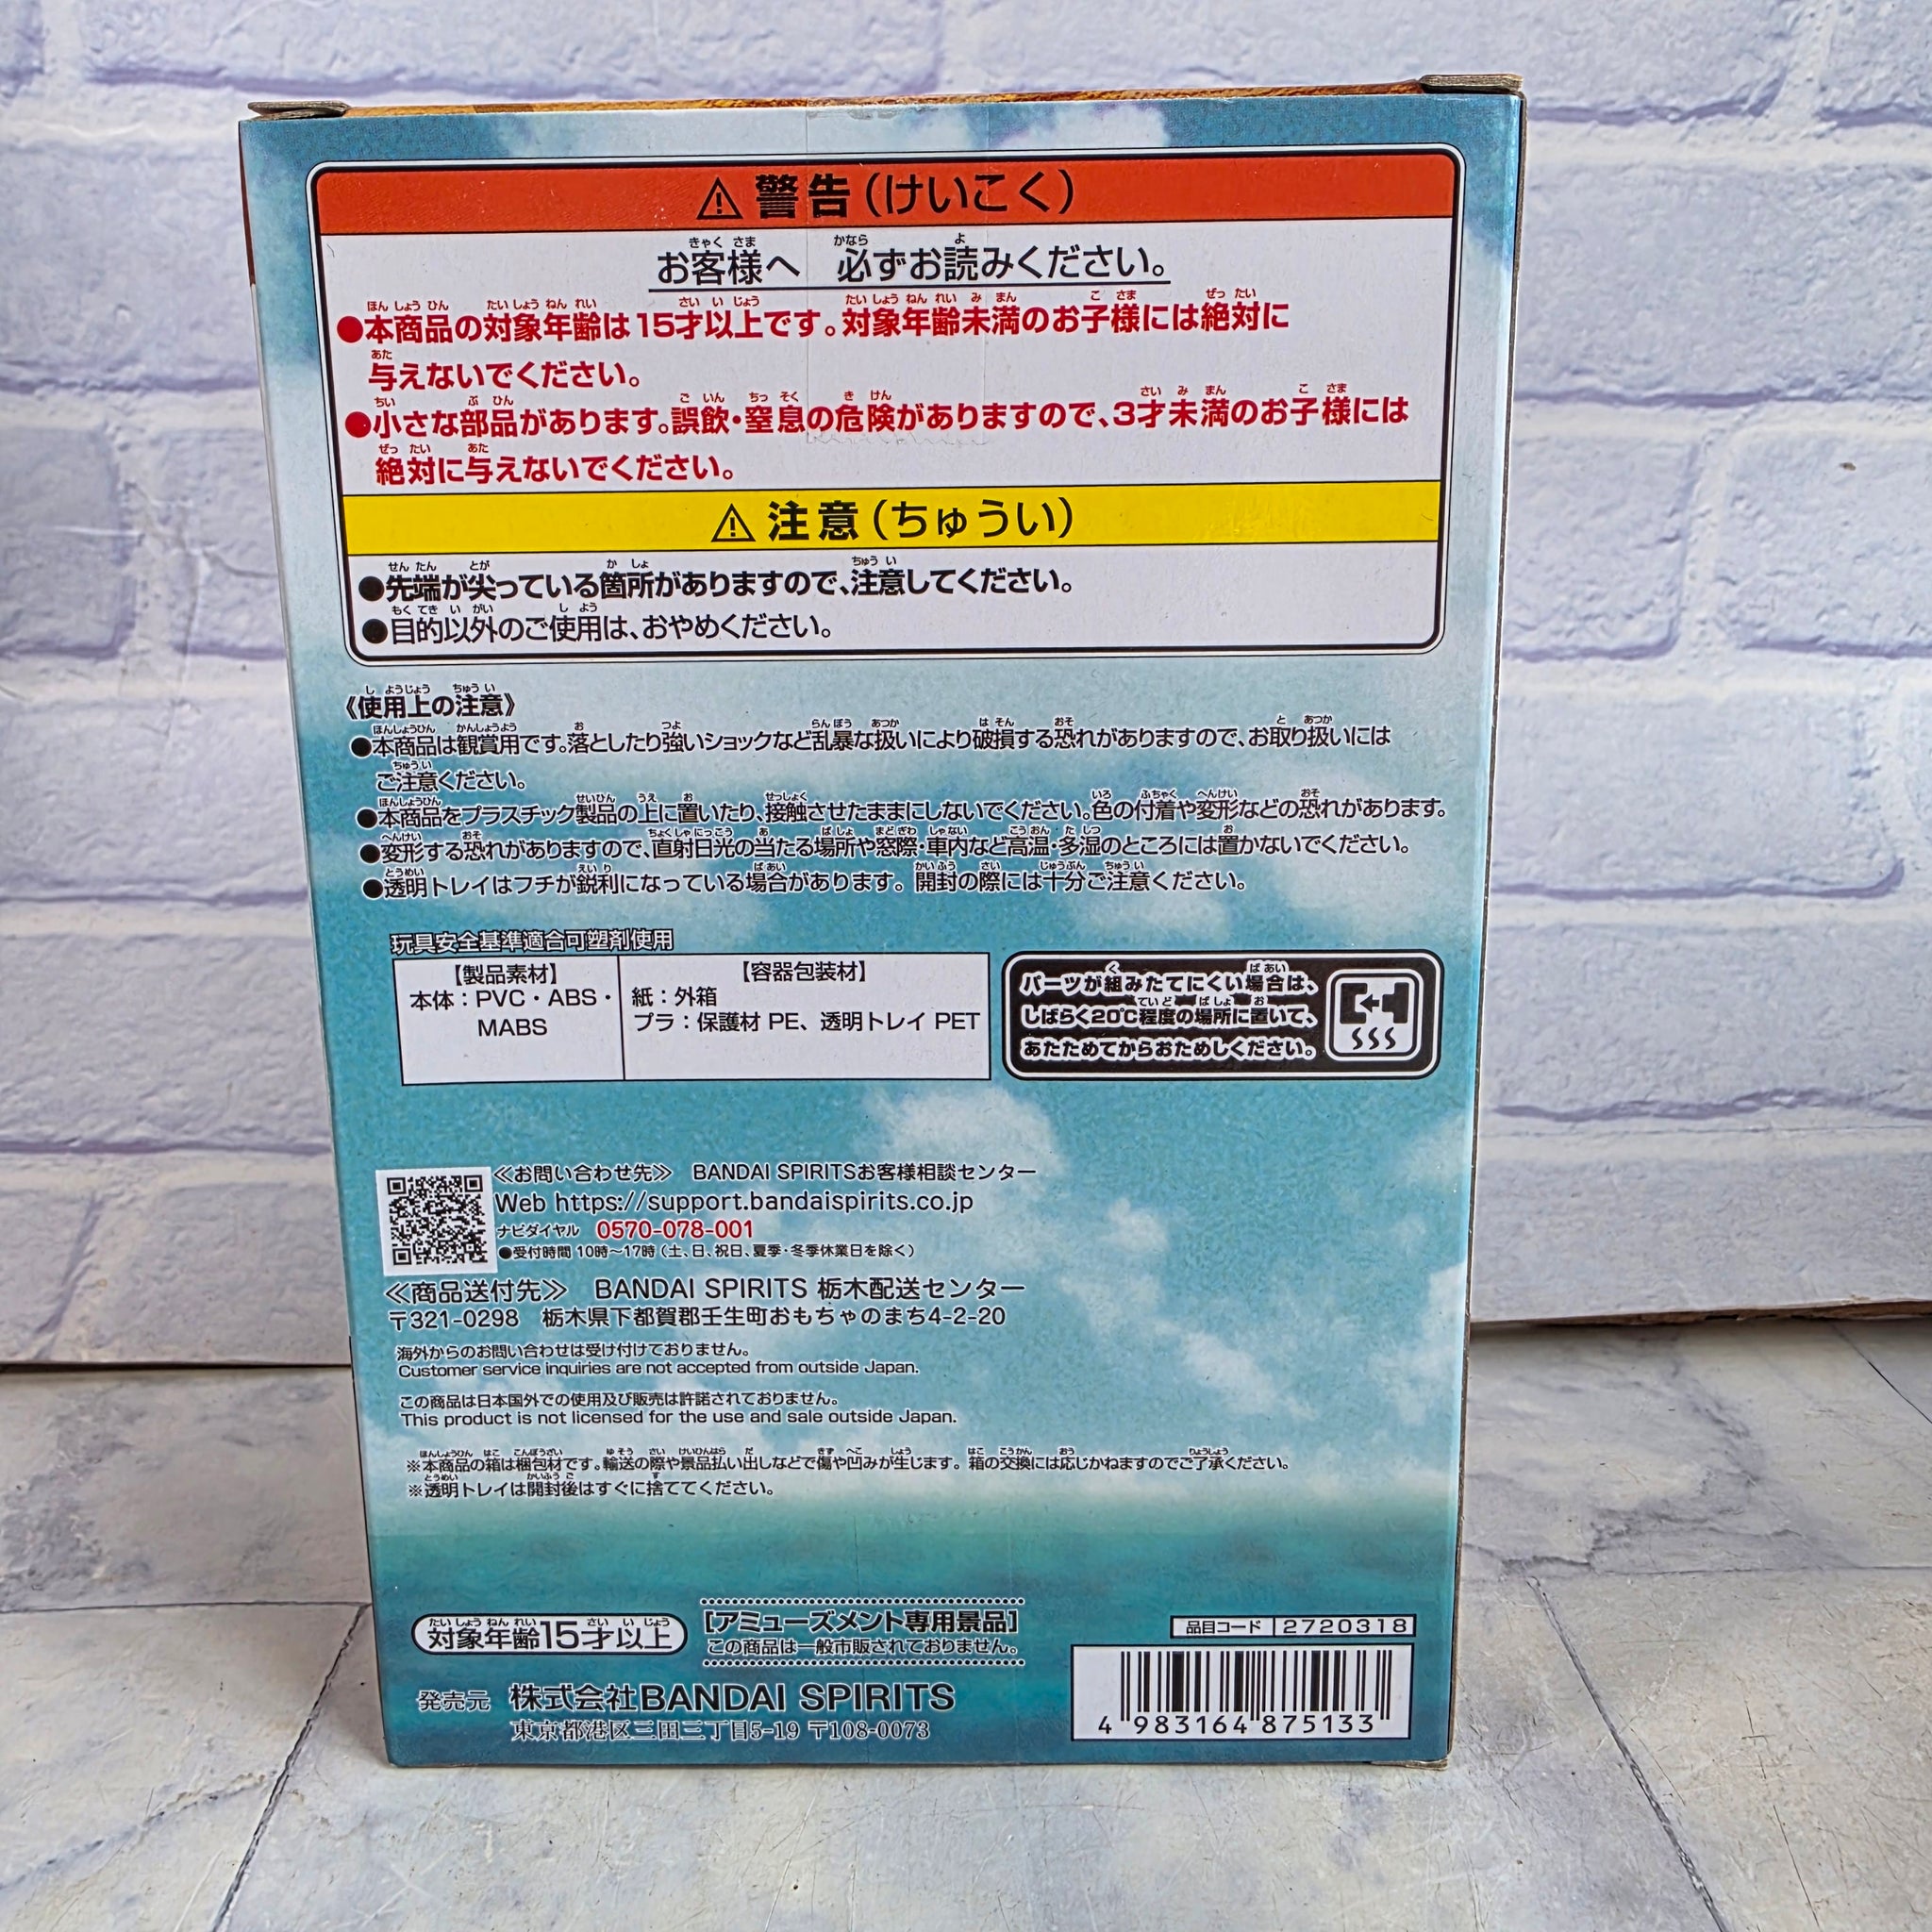 ⚠警告（けいこく）
お客様へ 必ずお読みください。
●本商品の対象年齢は15才以上です。対象年齢未満のお子様には絶対に
与えないでください。
●小さな部品があります。誤飲・窒息の危険がありますので、3才未満のお子様には
絶対に与えないでください。
⚠注意（ちゅうい）
●先端が尖っている箇所がありますので、注意してください。
●目的以外のご使用は、おやめください。
《使用上の注意》
●本商品は観賞用です。落としたり強いショックなど乱暴な扱いにより破損する恐れがありますので、お取り扱いには
ご注意ください。
●本商品をプラスチック製品の上に置いたり、接触させたままにしないでください。色の付着や変形などの恐れがあります。
●変形する恐れがありますので、直射日光の当たる場所や窓際・車内など高温・多湿のところには置かないでください。
●透明トレイはフチが鋭利になっている場合があります。開封の際には十分ご注意ください。
玩具安全基準適合可塑剤使用
【製品素材】
本体：PVC・ABS・
MABS
【容器包装材】
紙：外箱
プラ：保護材 PE、透明トレイ PET
パーツが組みたてにくい場合は、
しばらく20℃程度の場所に置いて、
あたためてからおためしください。
≪お問い合わせ先≫ BANDAI SPIRITSお客様相談センター
Web https://support.bandaispirits.co.jp
ナビダイヤル 0570-078-001
●受付時間 10時～17時（土、日、祝日、夏季・冬季休業日を除く）
≪商品送付先≫ BANDAI SPIRITS 栃木配送センター
〒321-0298 栃木県下都賀郡壬生町おもちゃのまち4-2-20
海外からのお問い合わせは受け付けておりません。
Customer service inquiries are not accepted from outside Japan.
この商品は日本国外での使用及び販売は許諾されておりません。
This product is not licensed for the use and sale outside Japan.
※本商品の箱は梱包材です。輸送の際や景品払い出しなどで傷や凹みが生じます。箱の交換には応じかねますのでご了承ください。
※透明トレイは開封後はすぐに捨ててください。
対象年齢15才以上
［アミューズメント専用景品］
この商品は一般市販されておりません。
品目コード 2720318
発売元 株式会社BANDAI SPIRITS
東京都港区三田三丁目5-19 〒108-0073
4 983164 875133